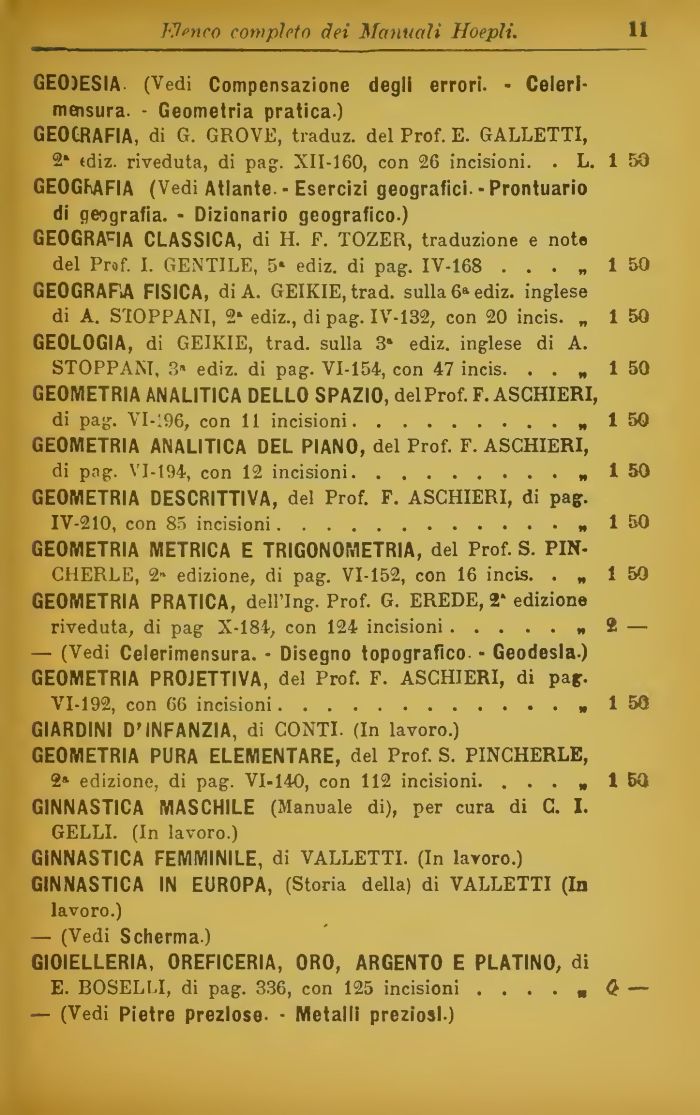 Elenco completo dei Manuali Hoepli. 11
GEODESIA. (Vedi Compensazione degli errori. - Celeri-
mensura. - Geometria pratica.)
GEOGRAFIA, di G. GROVE, traduz. del Prof. E. GALLETTI,
2ª ediz. riveduta, di pag. XII-160, con 26 incisioni. . L. 1 50
GEOGRAFIA (Vedi Atlante. - Esercizi geografici. - Prontuario
di geografia. - Dizionario geografico.)
GEOGRAFIA CLASSICA, di H. F. TOZER, traduzione e note
del Prof. I. GENTILE, 5ª ediz. di pag. IV-168 . . . „ 1 50
GEOGRAFIA FISICA, di A. GEIKIE, trad. sulla 6ª ediz. inglese
di A. STOPPANI, 2ª ediz., di pag. IV-132, con 20 incis. „ 1 50
GEOLOGIA, di GEIKIE, trad. sulla 3ª ediz. inglese di A.
STOPPANI, 3ª ediz. di pag. VI-154, con 47 incis. . . „ 1 50
GEOMETRIA ANALITICA DELLO SPAZIO, del Prof. F. ASCHIERI,
di pag. VI-196, con 11 incisioni . . . . . . . . . „ 1 50
GEOMETRIA ANALITICA DEL PIANO, del Prof. F. ASCHIERI,
di pag. VI-194, con 12 incisioni. . . . . . . . . . „ 1 50
GEOMETRIA DESCRITTIVA, del Prof. F. ASCHIERI, di pag.
IV-210, con 85 incisioni . . . . . . . . . . . . . „ 1 50
GEOMETRIA METRICA E TRIGONOMETRIA, del Prof. S. PIN-
CHERLE, 2ª edizione, di pag. VI-152, con 16 incis. . „ 1 50
GEOMETRIA PRATICA, dell'Ing. Prof. G. EREDE, 2ª edizione
riveduta, di pag X-184, con 124 incisioni . . . . . „ 2 —
— (Vedi Celerimensura. - Disegno topografico. - Geodesia.)
GEOMETRIA PROJETTIVA, del Prof. F. ASCHIERI, di pag.
VI-192, con 66 incisioni . . . . . . . . . . . . . „ 1 50
GIARDINI D'INFANZIA, di CONTI. (In lavoro.)
GEOMETRIA PURA ELEMENTARE, del Prof. S. PINCHERLE,
2ª edizione, di pag. VI-140, con 112 incisioni. . . . „ 1 50
GINNASTICA MASCHILE (Manuale di), per cura di C. I.
GELLI. (In lavoro.)
GINNASTICA FEMMINILE, di VALLETTI. (In lavoro.)
GINNASTICA IN EUROPA, (Storia della) di VALLETTI (In
lavoro.)
— (Vedi Scherma.)
GIOIELLERIA, OREFICERIA, ORO, ARGENTO E PLATINO, di
E. BOSELLI, di pag. 336, con 125 incisioni . . . . „ —
— (Vedi Pietre preziose. - Metalli preziosi.)